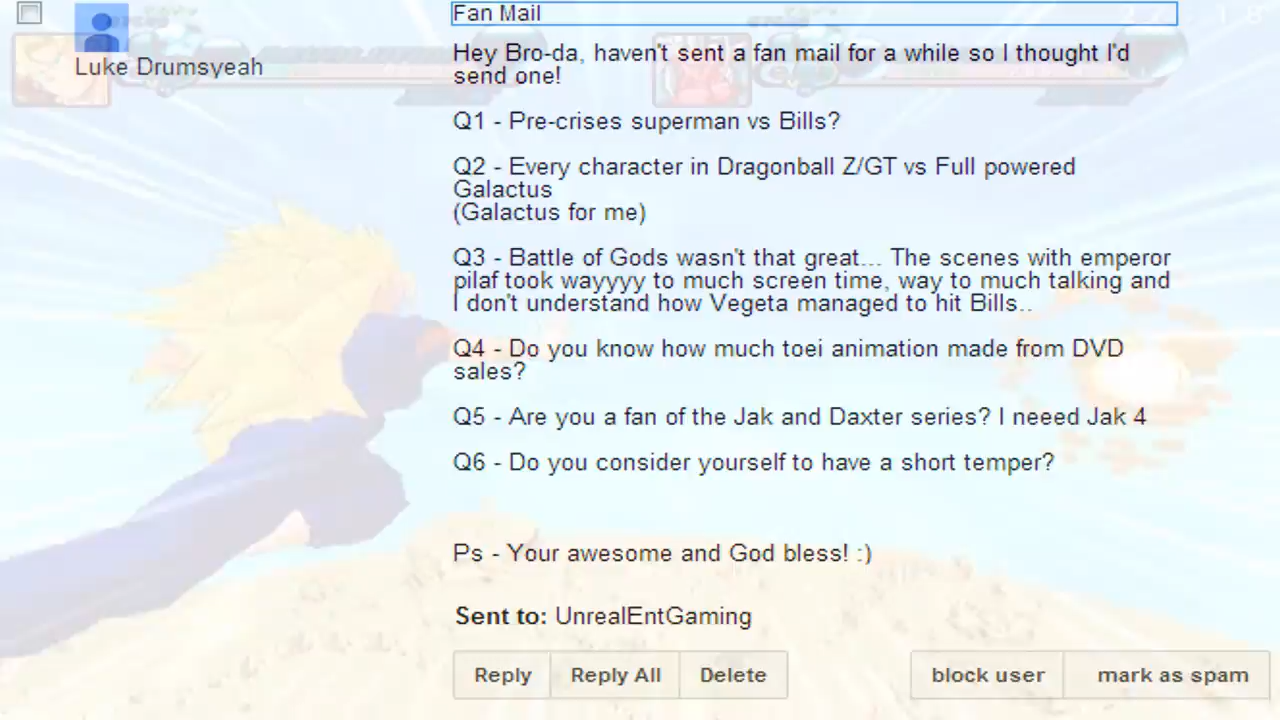 Fan Mail
Luke Drumsyeah
Hey Bro-da, haven't sent a fan mail for a while so I thought I'd
send one!
Q1 - Pre-crises superman vs Bills?
Q2 - Every character in Dragonball Z/GT vs Full powered
Galactus
(Galactus for me)
Q3 - Battle of Gods wasn't that great... The scenes with emperor
pilaf took wayyyy to much screen time, way to much talking and
I don't understand how Vegeta managed to hit Bills..
Q4 - Do you know how much toei animation made from DVD
sales?
Q5 - Are you a fan of the Jak and Daxter series? I neeed Jak 4
Q6 - Do you consider yourself to have a short temper?
Ps - Your awesome and God bless! :)
Sent to: UnrealEntGaming
Reply Reply All Delete block user mark as spam